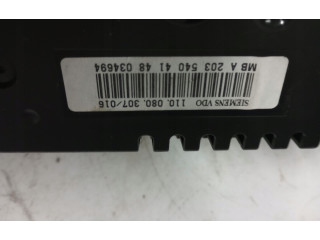 SIEMENS VDO 110. 080. 307/016
MB A 203 540 41 48 034694